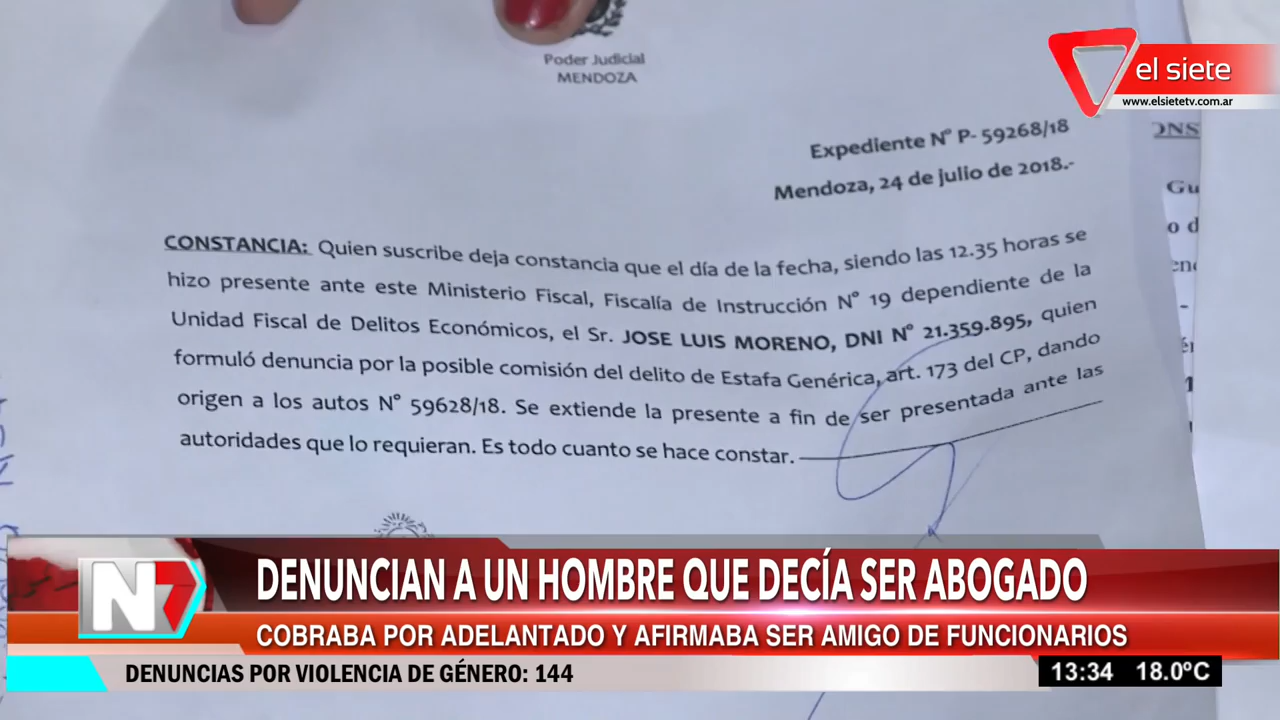 Poder Judicial
MENDOZA
el siete
www.elsietetv.com.ar
Expediente N° P- 59268/18
Mendoza, 24 de julio de 2018.-
CONSTANCIA: Quien suscribe deja constancia que el día de la fecha, siendo las 12.35 horas se
hizo presente ante este Ministerio Fiscal, Fiscalía de Instrucción N° 19 dependiente de la
Unidad Fiscal de Delitos Económicos, el Sr. JOSE LUIS MORENO, DNI N° 21.359.895, quien
formuló denuncia por la posible comisión del delito de Estafa Genérica, art. 173 del CP, dando
origen a los autos N° 59628/18. Se extiende la presente a fin de ser presentada ante las
autoridades que lo requieran. Es todo cuanto se hace constar.
N7
DENUNCIAN A UN HOMBRE QUE DECÍA SER ABOGADO
COBRABA POR ADELANTADO Y AFIRMABA SER AMIGO DE FUNCIONARIOS
DENUNCIAS POR VIOLENCIA DE GÉNERO: 144
13:34 18.0°C